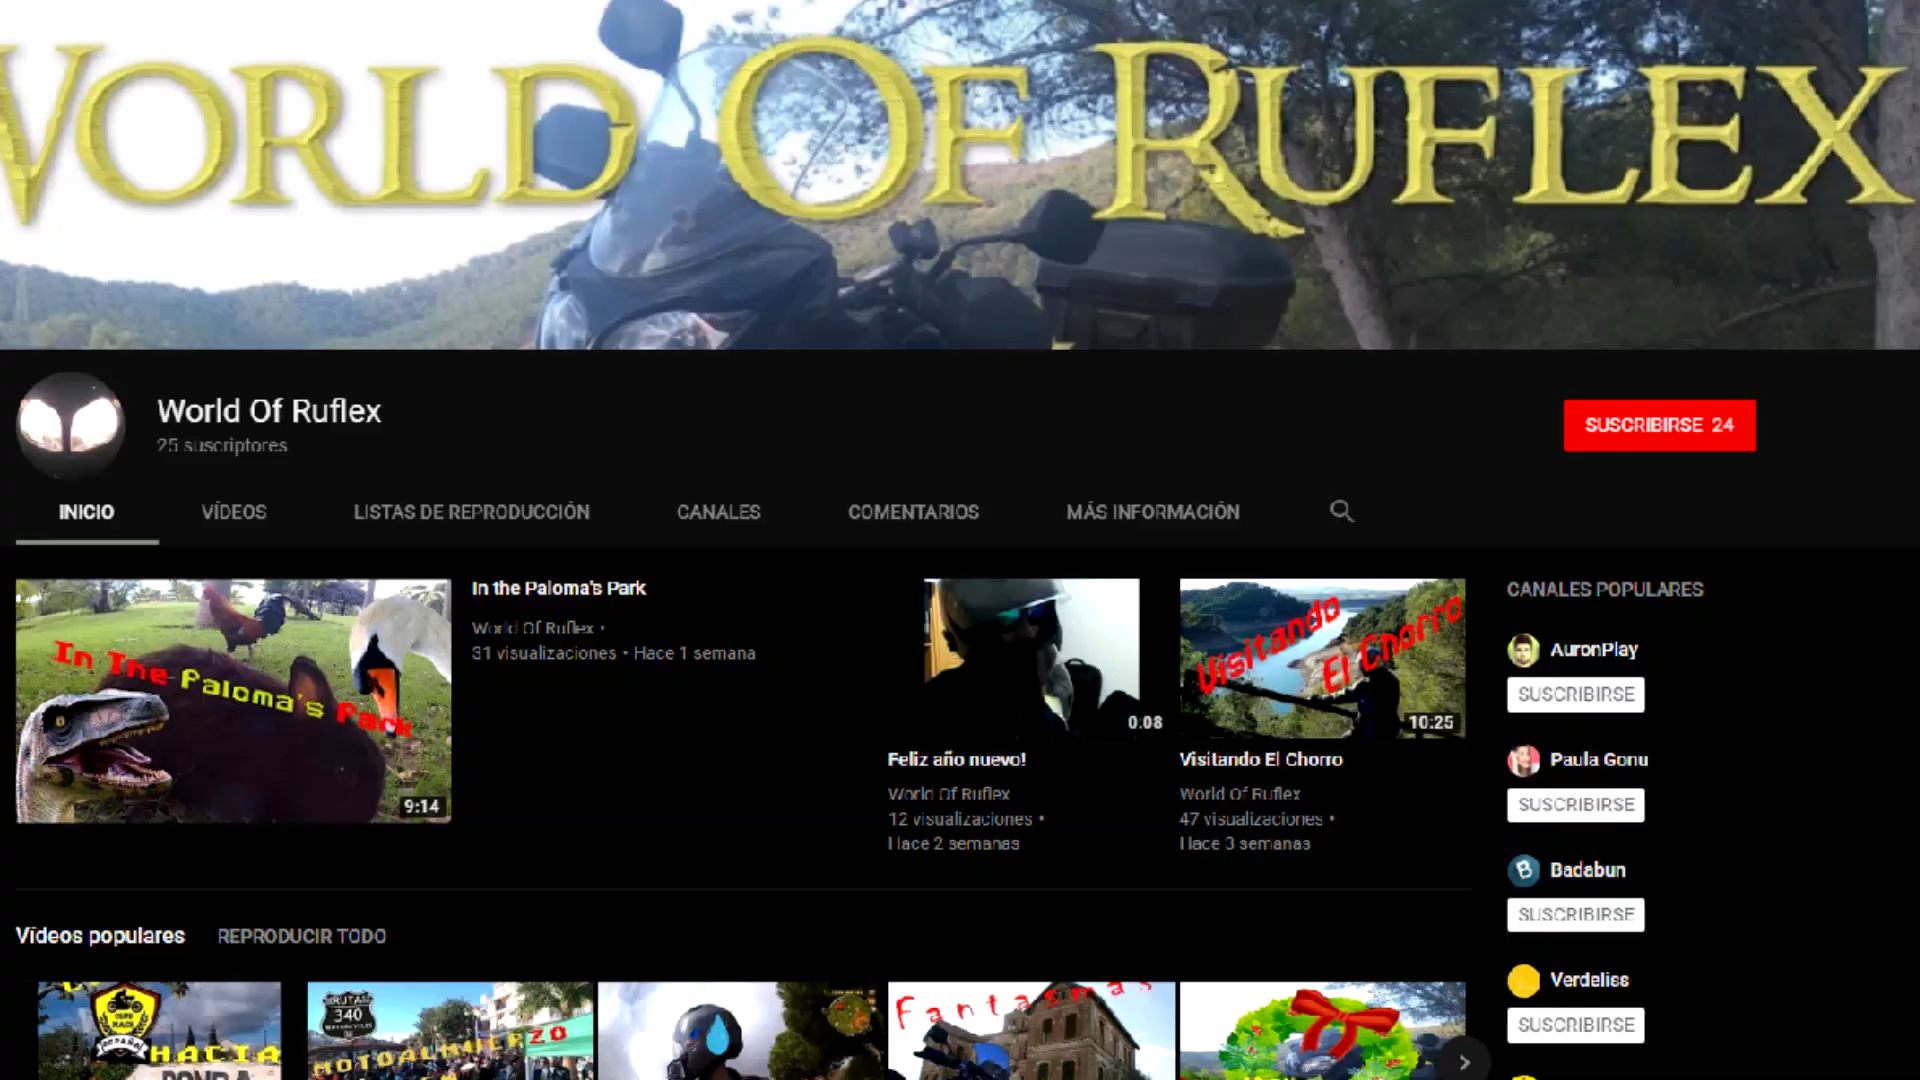 WORLD OF RUFLEX
World Of Ruflex
25 suscriptores
SUSCRIBIRSE 24
INICIO
VÍDEOS
LISTAS DE REPRODUCCIÓN
CANALES
COMENTARIOS
MÁS INFORMACIÓN
In The Paloma's Park
9:14
In the Paloma's Park
World Of Ruflex •
31 visualizaciones • Hace 1 semana
0:08
Feliz año nuevo!
World Of Ruflex
12 visualizaciones •
Hace 2 semanas
Visitando
El Chorro
10:25
Visitando El Chorro
World Of Ruflex
47 visualizaciones •
Hace 3 semanas
CANALES POPULARES
AuronPlay
SUSCRIBIRSE
Paula Gonu
SUSCRIBIRSE
B
Badabun
SUSCRIBIRSE
Verdeliss
SUSCRIBIRSE
Vídeos populares
REPRODUCIR TODO
HACIA
BRUTAL
340
MOTOALMUERZO
Fantasmas